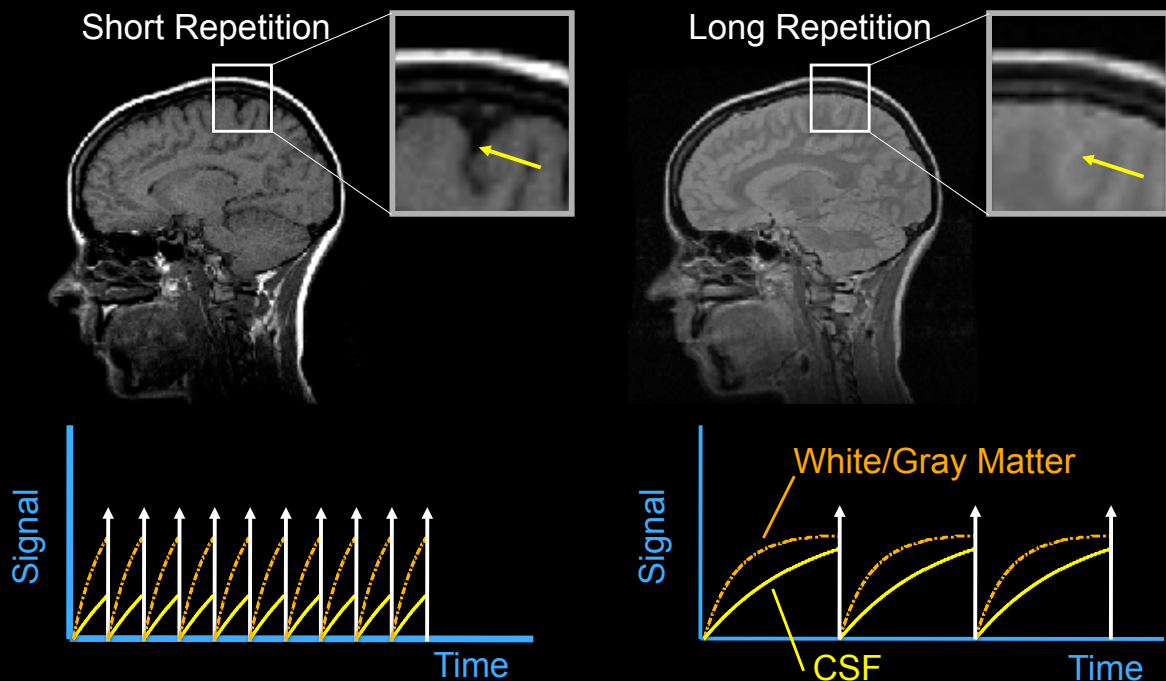 Short Repetition
Long Repetition
Signal
Time
Signal
White/Gray Matter
CSF
Time